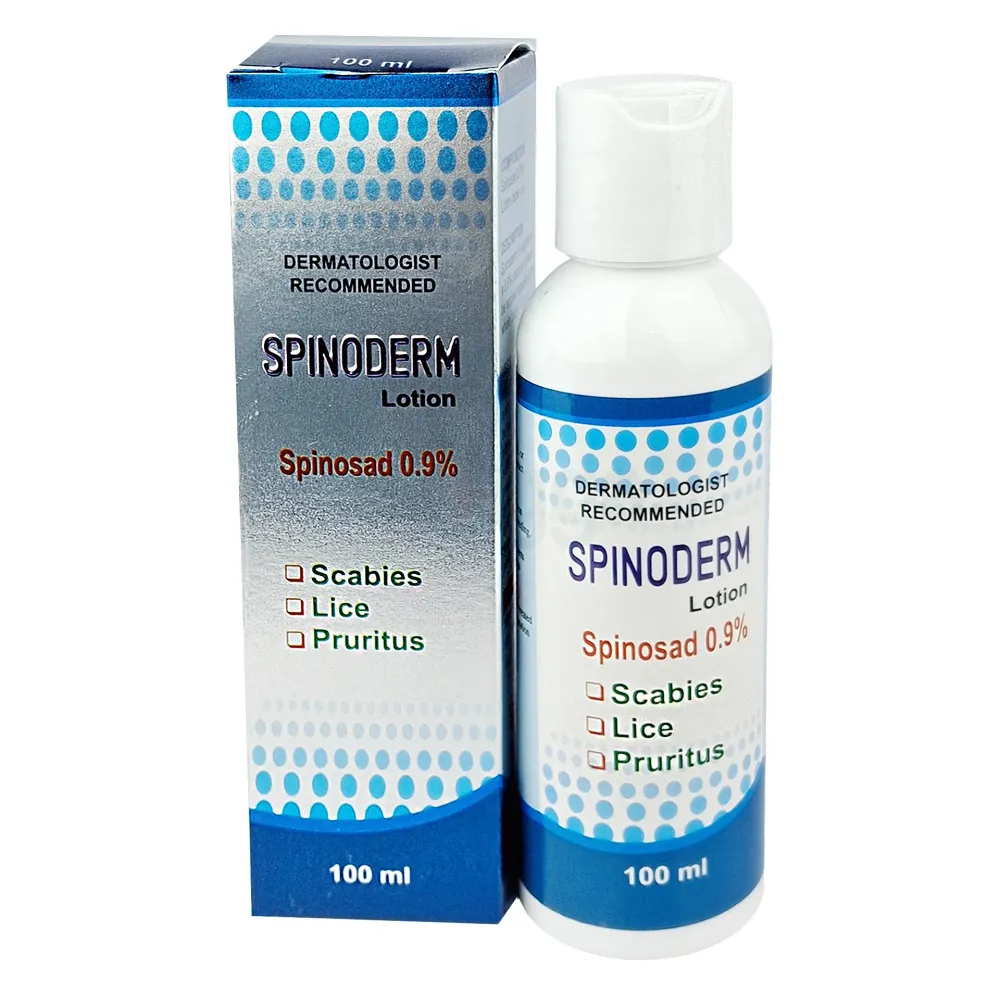 100 ml
DERMATOLOGIST
RECOMMENDED
SPINODERM
Lotion
Spinosad 0.9%
Scabies
Lice
Pruritus
100 ml
DERMATOLOGIST
RECOMMENDED
SPINODERM
Lotion
Spinosad 0.9%
Scabies
Lice
Pruritus
100 ml